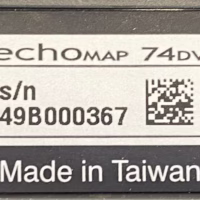 echoMAP 74DV
s/n
49B000367
Made in Taiwan